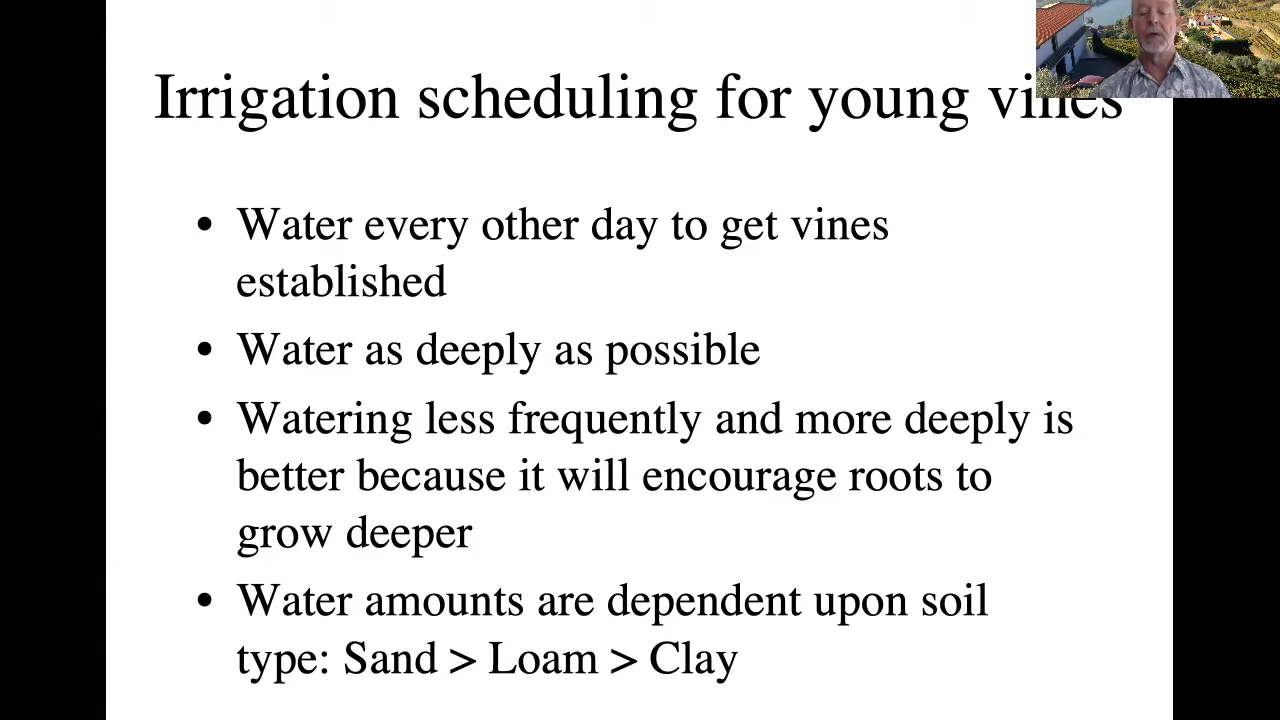 Irrigation scheduling for young vines
• Water every other day to get vines
established
• Water as deeply as possible
• Watering less frequently and more deeply is
better because it will encourage roots to
grow deeper
• Water amounts are dependent upon soil
type: Sand > Loam > Clay